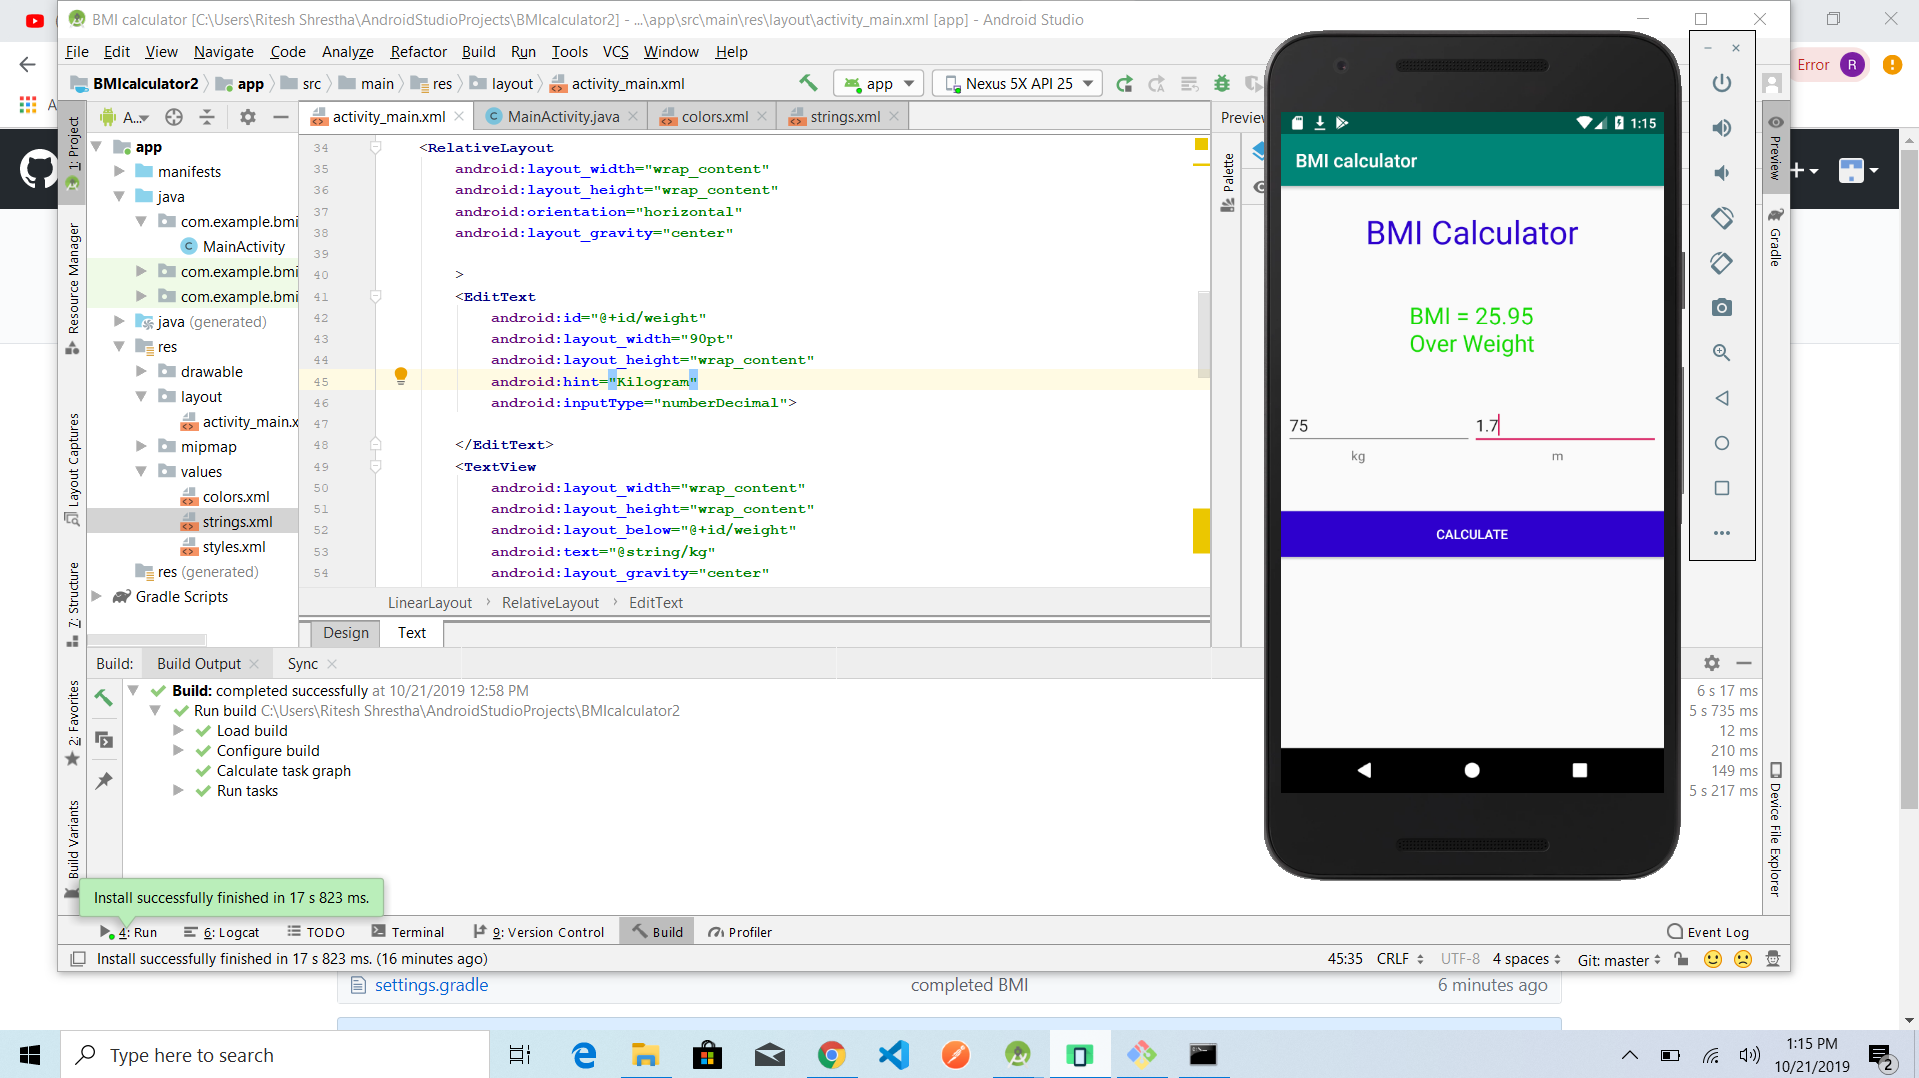 BMI calculator [C:\Users\Ritesh Shrestha\AndroidStudioProjects\BMIcalculator2] - ...\app\src\main\res\layout\activity_main.xml [app] - Android Studio
File Edit View Navigate Code Analyze Refactor Build Run Tools VCS Window Help
BMIcalculator2 app src main res layout activity_main.xml app Nexus 5X API 25
Error R
A..
activity_main.xml MainActivity.java colors.xml strings.xml
1: Project
Resource Manager
Layout Captures
7: Structure
2: Favorites
Build Variants
app
manifests
java
com.example.bmi
MainActivity
com.example.bmi
com.example.bmi
java (generated)
res
drawable
layout
activity_main.x
mipmap
values
colors.xml
strings.xml
styles.xml
res (generated)
Gradle Scripts
34 <RelativeLayout
35 android:layout_width="wrap_content"
36 android:layout_height="wrap_content"
37 android:orientation="horizontal"
38 android:layout_gravity="center"
39
40 >
41 <EditText
42 android:id="@+id/weight"
43 android:layout_width="90pt"
44 android:layout_height="wrap_content"
45 android:hint="Kilogram"
46 android:inputType="numberDecimal">
47
48 </EditText>
49 <TextView
50 android:layout_width="wrap_content"
51 android:layout_height="wrap_content"
52 android:layout_below="@+id/weight"
53 android:text="@string/kg"
54 android:layout_gravity="center"
LinearLayout RelativeLayout EditText
Design Text
Preview
Palette
1:15
BMI calculator
BMI Calculator
BMI = 25.95
Over Weight
75 1.7
kg m
CALCULATE
Preview
Gradle
Device File Explorer
Build: Build Output Sync
Build: completed successfully at 10/21/2019 12:58 PM 6 s 17 ms
Run build C:\Users\Ritesh Shrestha\AndroidStudioProjects\BMIcalculator2 5 s 735 ms
Load build 12 ms
Configure build 210 ms
Calculate task graph 149 ms
Run tasks 5 s 217 ms
Install successfully finished in 17 s 823 ms.
4: Run 6: Logcat TODO Terminal 9: Version Control Build Profiler Event Log
Install successfully finished in 17 s 823 ms. (16 minutes ago) 45:35 CRLF UTF-8 4 spaces Git: master
settings.gradle completed BMI 6 minutes ago
Type here to search
1:15 PM
10/21/2019
2